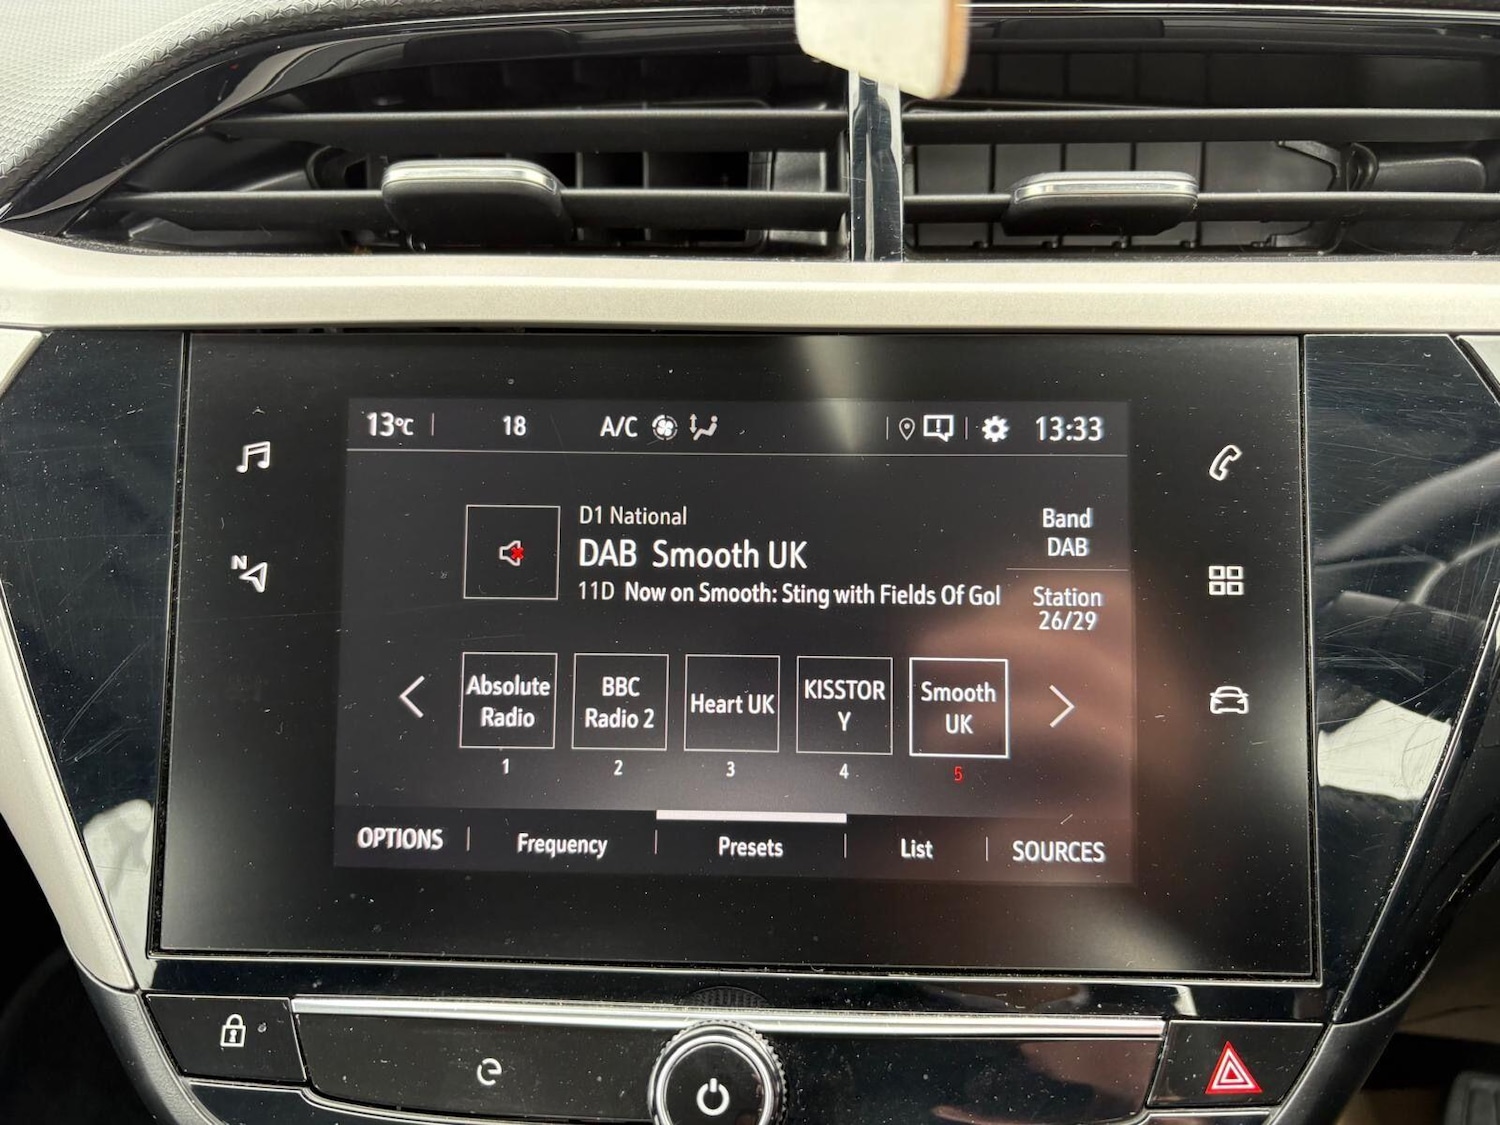 13°C 18 A/C 13:33
D1 National
DAB Smooth UK
11D Now on Smooth: Sting with Fields Of Gol
Band
DAB
Station
26/29
N
Absolute
Radio
1
BBC
Radio 2
2
Heart UK
3
KISSTOR
Y
4
Smooth
UK
5
OPTIONS Frequency Presets List SOURCES